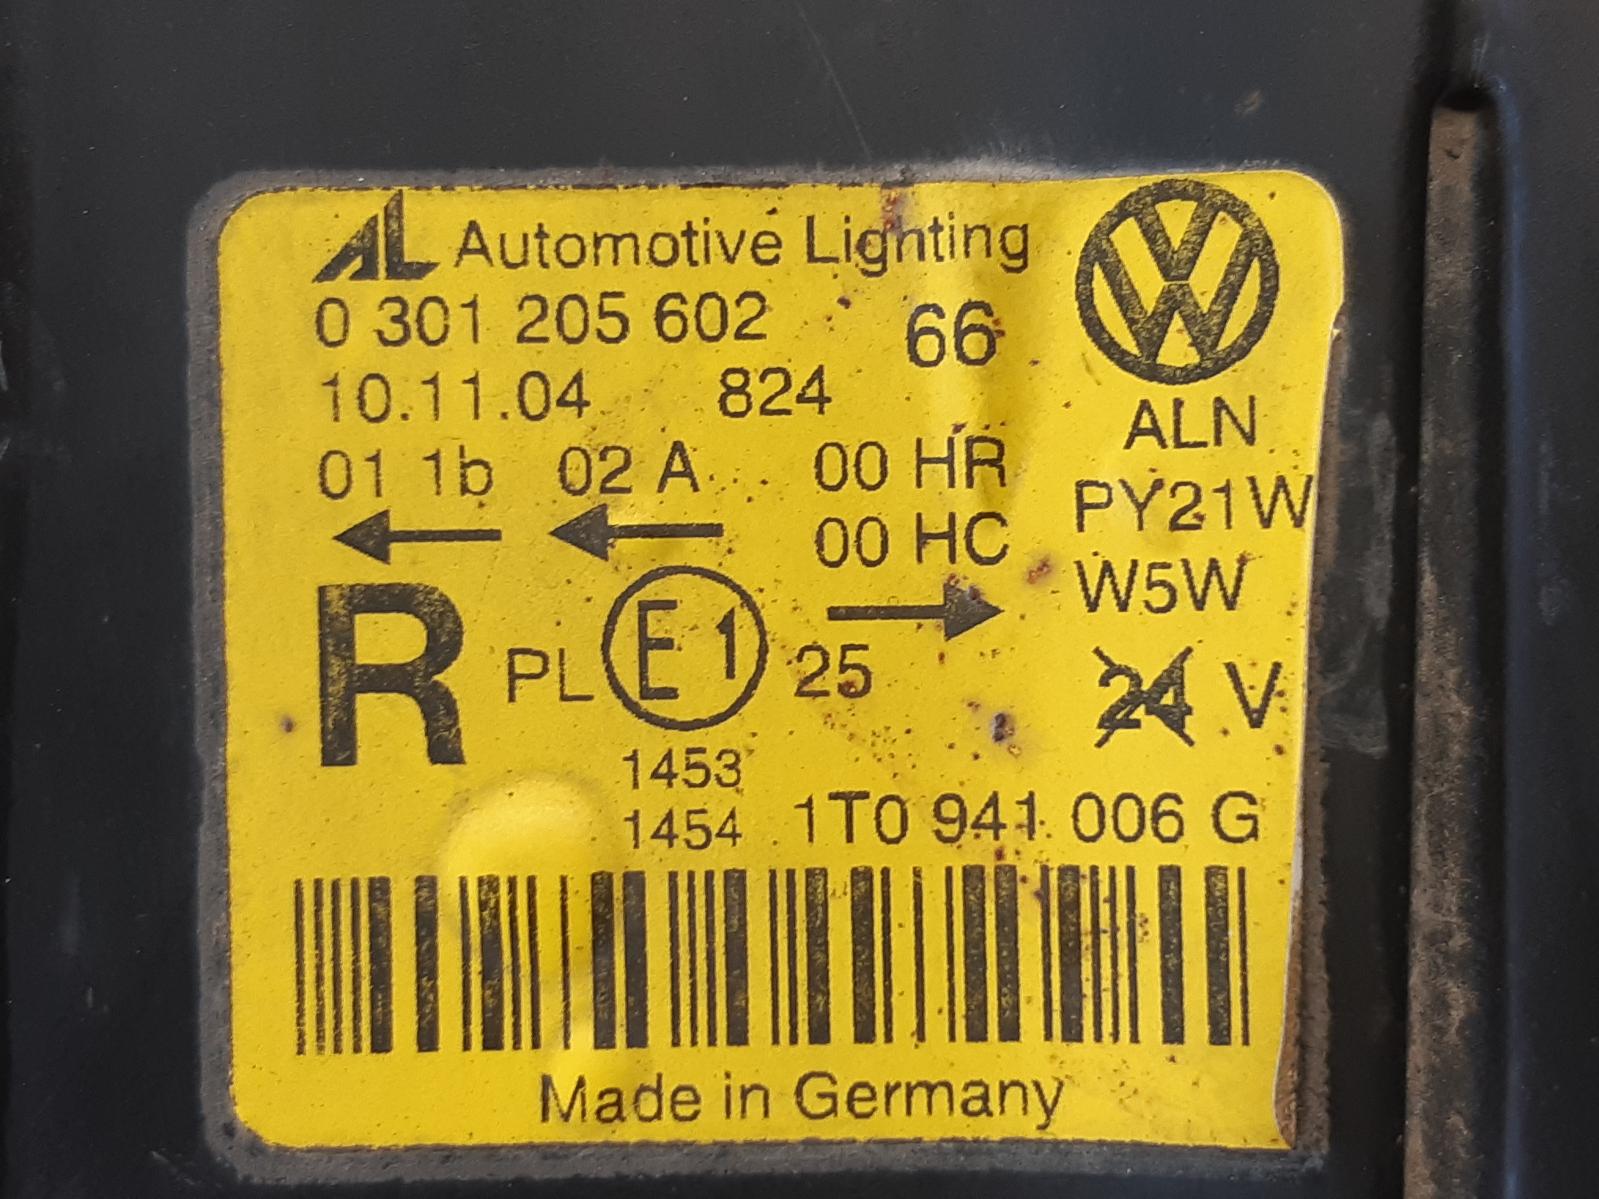 AL Automotive Lighting
0 301 205 602 66
10.11.04 824
ALN
01 1b 02 A 00 HR
PY21W
00 HC
W5W
R PL E1 25
24 V
1453
1454 1T0 941 006 G
Made in Germany